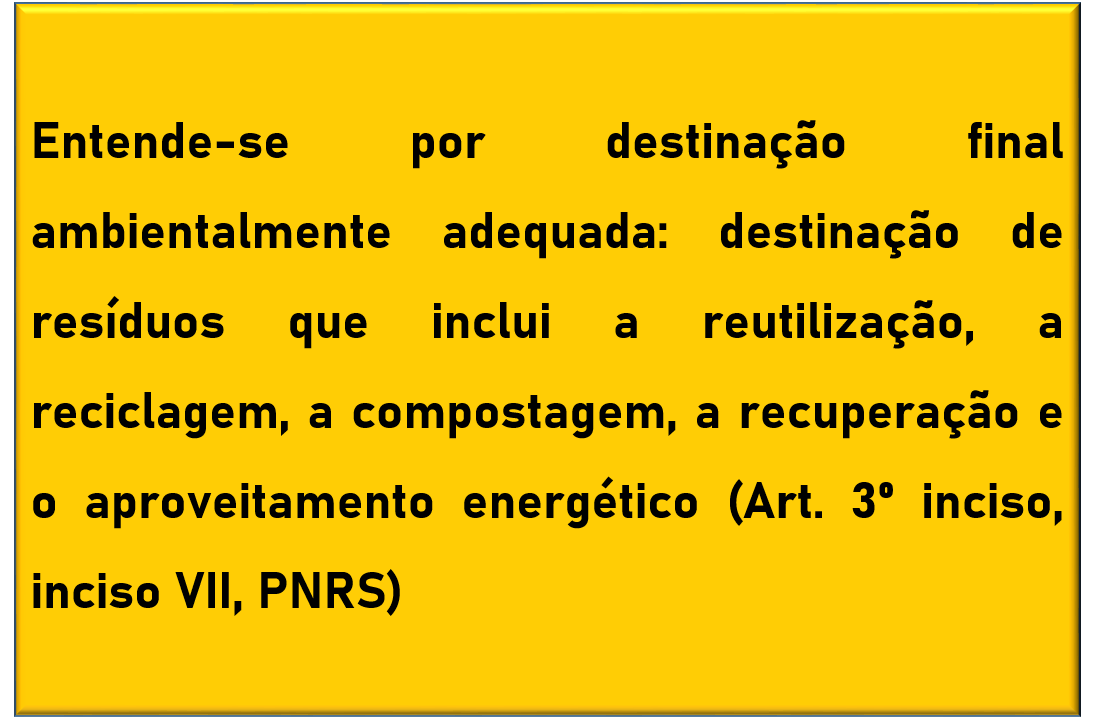 Entende-se por destinação final
ambientalmente adequada: destinação de
resíduos que inclui a reutilização, a
reciclagem, a compostagem, a recuperação e
o aproveitamento energético (Art. 3º inciso,
inciso VII, PNRS)